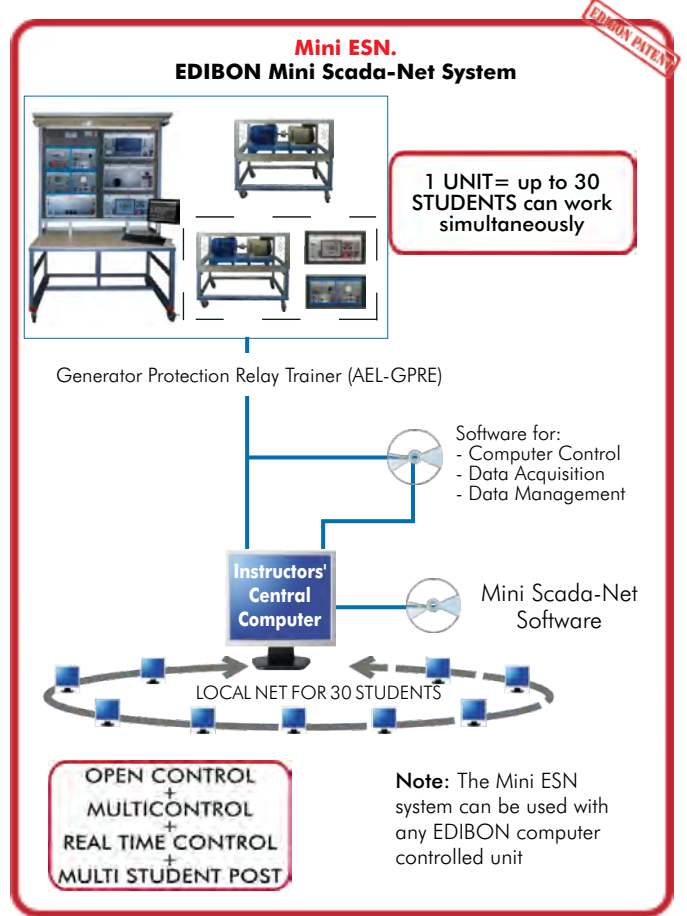 EDIBON PATENT
Mini ESN.
EDIBON Mini Scada-Net System
1 UNIT= up to 30
STUDENTS can work
simultaneously
Generator Protection Relay Trainer (AEL-GPRE)
Software for:
- Computer Control
- Data Acquisition
- Data Management
Instructors'
Central
Computer
Mini Scada-Net
Software
LOCAL NET FOR 30 STUDENTS
OPEN CONTROL
+
MULTICONTROL
+
REAL TIME CONTROL
+
MULTI STUDENT POST
Note: The Mini ESN
system can be used with
any EDIBON computer
controlled unit